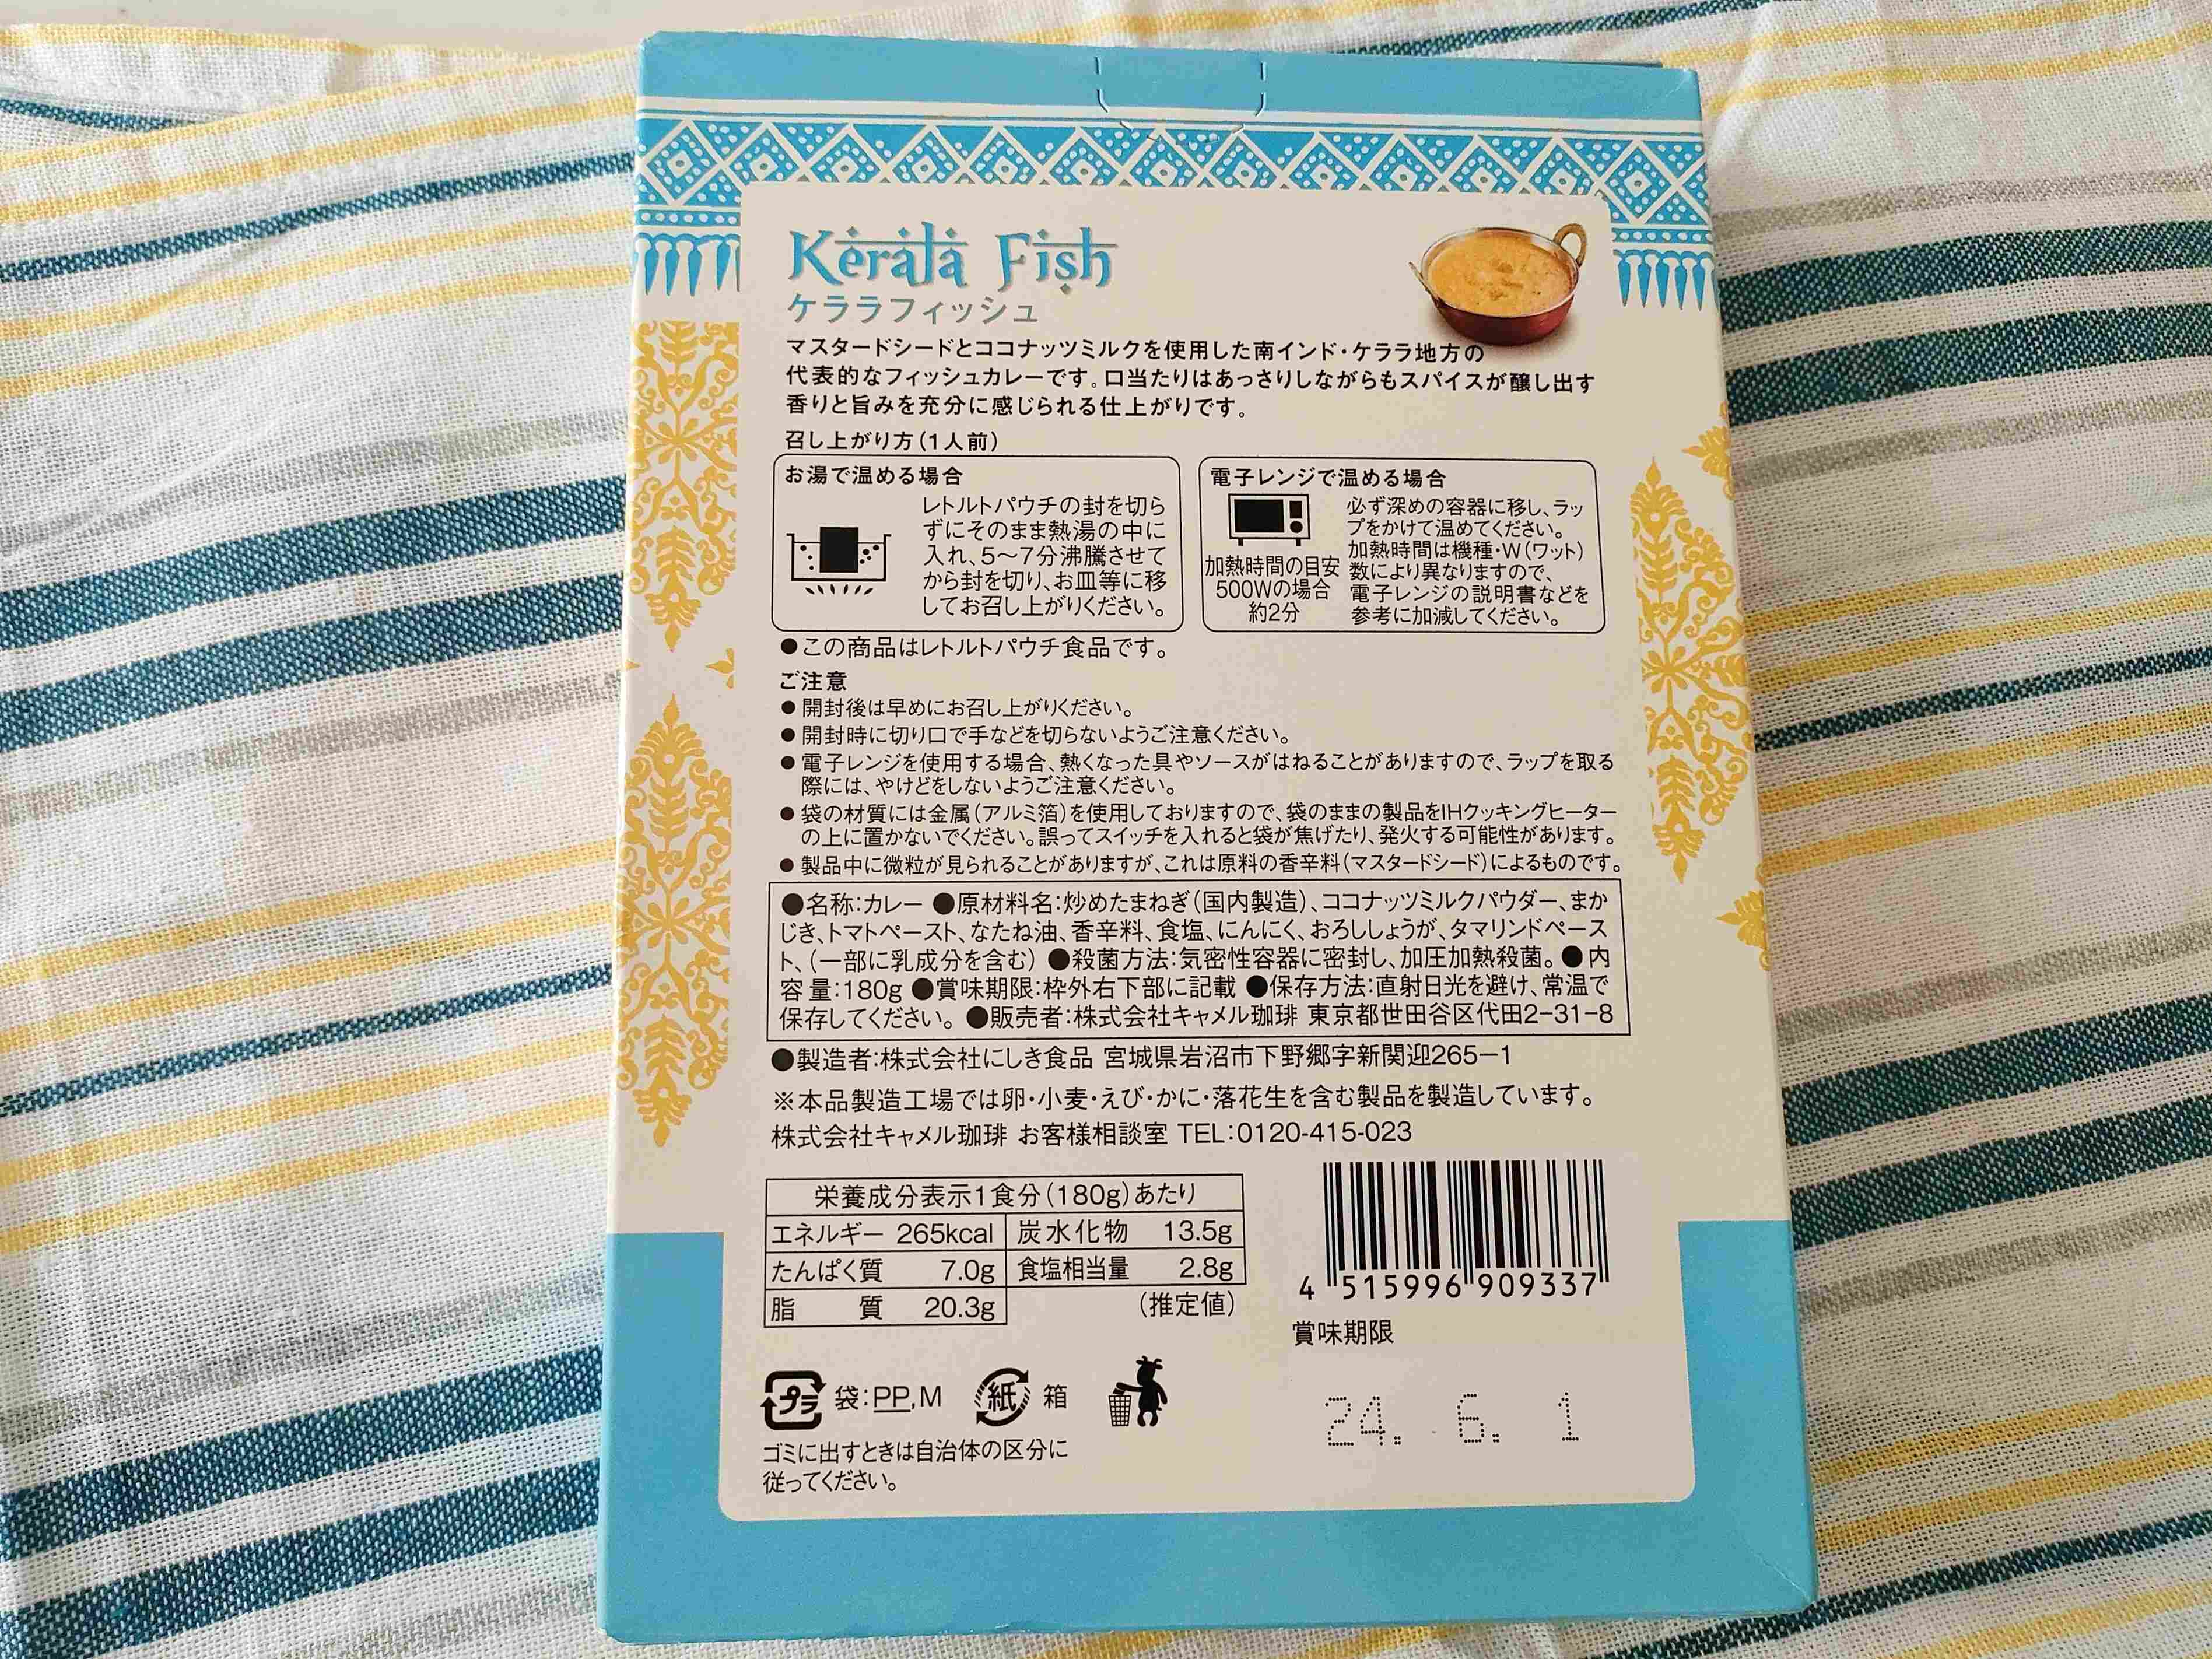 Kerala Fish
ケララフィッシュ
マスタードシードとココナッツミルクを使用した南インド・ケララ地方の
代表的なフィッシュカレーです。口当たりはあっさりしながらもスパイスが醸し出す
香りと旨みを充分に感じられる仕上がりです。
召し上がり方(1人前)
お湯で温める場合
レトルトパウチの封を切ら
ずにそのまま熱湯の中に
入れ、5〜7分沸騰させて
から封を切り、お皿等に移
してお召し上がりください。
電子レンジで温める場合
加熱時間の目安
500Wの場合
約2分
必ず深めの容器に移し、ラッ
プをかけて温めてください。
加熱時間は機種・W(ワット)
数により異なりますので、
電子レンジの説明書などを
参考に加減してください。
●この商品はレトルトパウチ食品です。
ご注意
●開封後は早めにお召し上がりください。
●開封時に切り口で手などを切らないようご注意ください。
●電子レンジを使用する場合、熱くなった具やソースがはねることがありますので、ラップを取る
際には、やけどをしないようご注意ください。
●袋の材質には金属(アルミ箔)を使用しておりますので、袋のままの製品をIHクッキングヒーター
の上に置かないでください。誤ってスイッチを入れると袋が焦げたり、発火する可能性があります。
●製品中に微粒が見られることがありますが、これは原料の香辛料(マスタードシード)によるものです。
●名称:カレー ●原材料名:炒めたまねぎ(国内製造)、ココナッツミルクパウダー、まか
じき、トマトペースト、なたね油、香辛料、食塩、にんにく、おろししょうが、タマリンドペース
ト、(一部に乳成分を含む) ●殺菌方法:気密性容器に密封し、加圧加熱殺菌。●内
容量:180g ●賞味期限:枠外右下部に記載 ●保存方法:直射日光を避け、常温で
保存してください。●販売者:株式会社キャメル珈琲 東京都世田谷区代田2-31-8
●製造者:株式会社にしき食品 宮城県岩沼市下野郷字新関迎265-1
※本品製造工場では卵・小麦・えび・かに・落花生を含む製品を製造しています。
株式会社キャメル珈琲 お客様相談室 TEL:0120-415-023
栄養成分表示1食分(180g)あたり
エネルギー 265kcal 炭水化物 13.5g
たんぱく質 7.0g 食塩相当量 2.8g
脂質 20.3g (推定値)
4 515996 909337
賞味期限
24. 6. 1
プラ 袋:PP,M 紙 箱
ゴミに出すときは自治体の区分に
従ってください。